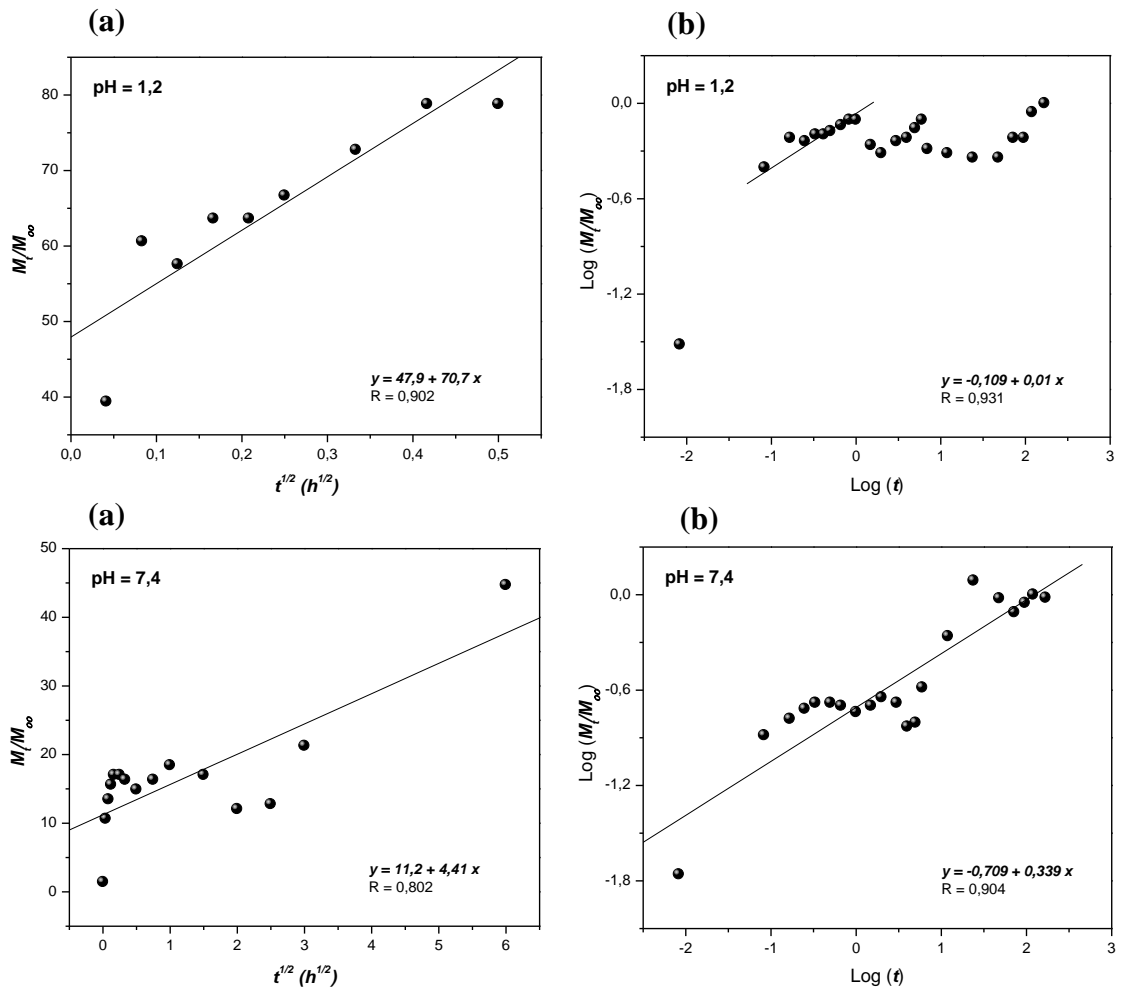 (a)
pH = 1,2
80
70
60
50
40
M_t/M_∞
0,0 0,1 0,2 0,3 0,4 0,5
t^{1/2} (h^{1/2})
y = 47,9 + 70,7 x
R = 0,902
(b)
pH = 1,2
0,0
-0,6
-1,2
-1,8
Log (M_t/M_∞)
-2 -1 0 1 2 3
Log (t)
y = -0,109 + 0,01 x
R = 0,931
(a)
pH = 7,4
50
40
30
20
10
0
M_t/M_∞
0 1 2 3 4 5 6
t^{1/2} (h^{1/2})
y = 11,2 + 4,41 x
R = 0,802
(b)
pH = 7,4
0,0
-0,6
-1,2
-1,8
Log (M_t/M_∞)
-2 -1 0 1 2 3
Log (t)
y = -0,709 + 0,339 x
R = 0,904